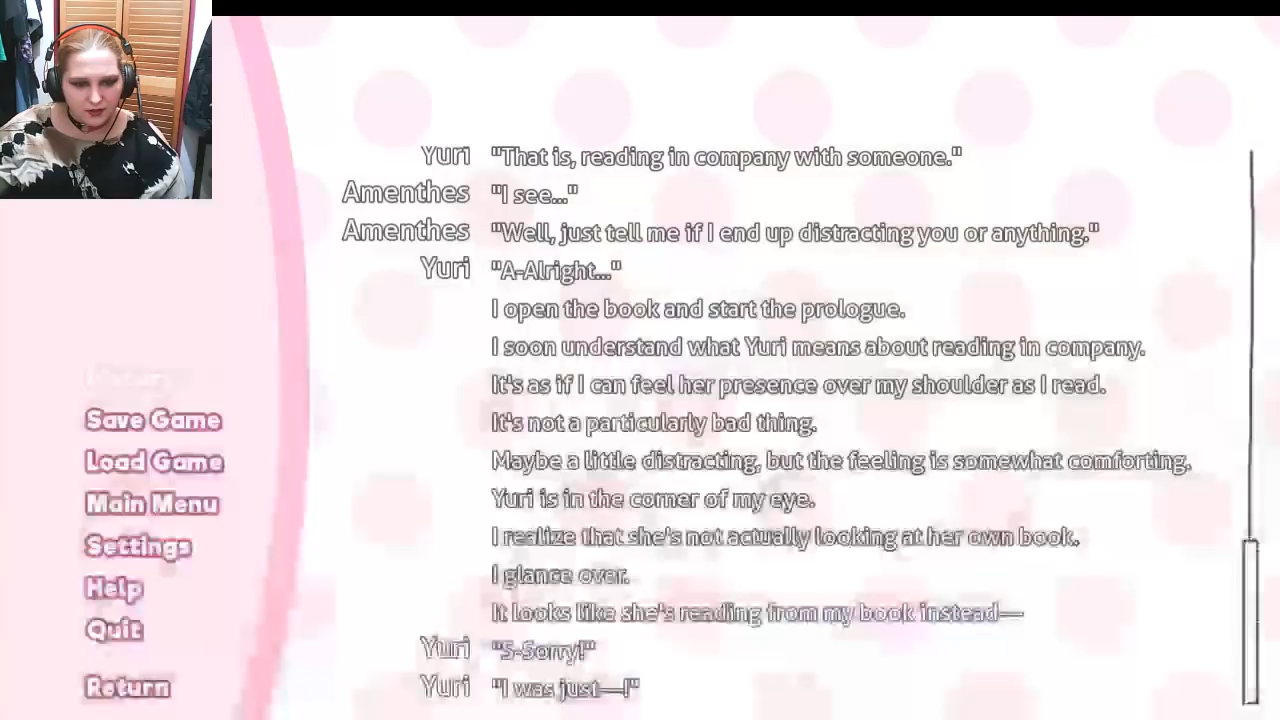 Yuri "That is, reading in company with someone."
Amenthes "I see..."
Amenthes "Well, just tell me if I end up distracting you or anything."
Yuri "A-Alright..."
I open the book and start the prologue.
I soon understand what Yuri means about reading in company.
It's as if I can feel her presence over my shoulder as I read.
It's not a particularly bad thing.
Maybe a little distracting, but the feeling is somewhat comforting.
Yuri is in the corner of my eye.
I realize that she's not actually looking at her own book.
I glance over.
It looks like she's reading from my book instead—
Yuri "S-Sorry!"
Yuri "I was just—!"
History
Save Game
Load Game
Main Menu
Settings
Help
Quit
Return